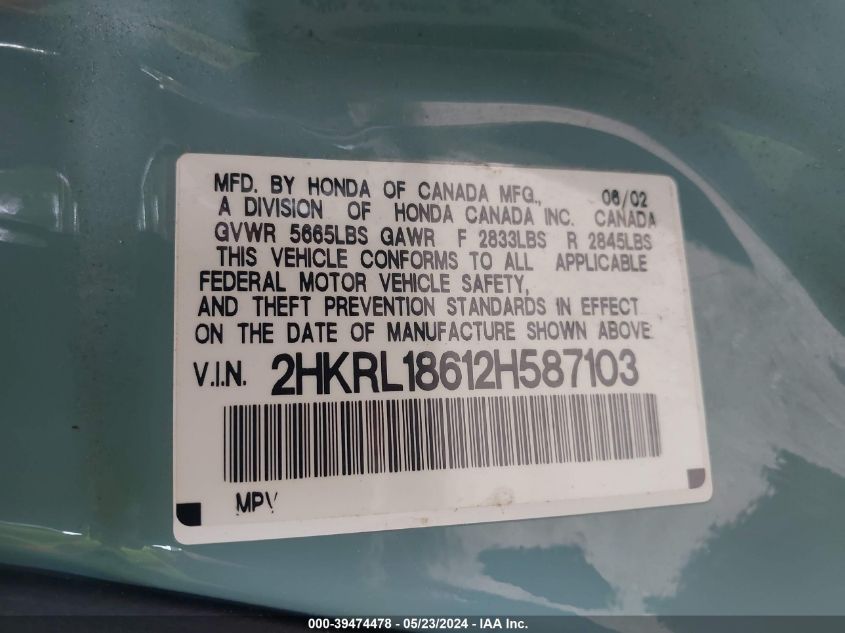 MFD. BY HONDA OF CANADA MFG., 06/02
A DIVISION OF HONDA CANADA INC. CANADA
GVWR 5665LBS GAWR F 2833LBS R 2845LBS
THIS VEHICLE CONFORMS TO ALL APPLICABLE
FEDERAL MOTOR VEHICLE SAFETY,
AND THEFT PREVENTION STANDARDS IN EFFECT
ON THE DATE OF MANUFACTURE SHOWN ABOVE
V.I.N. 2HKRL18612H587103
MPV
000-39474478 - 05/23/2024 - IAA Inc.